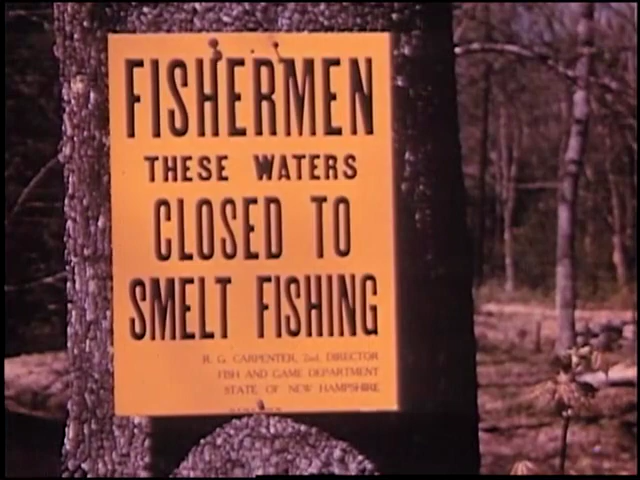 FISHERMEN
THESE WATERS
CLOSED TO
SMELT FISHING
R. G. CARPENTER, 2nd. DIRECTOR
FISH AND GAME DEPARTMENT
STATE OF NEW HAMPSHIRE